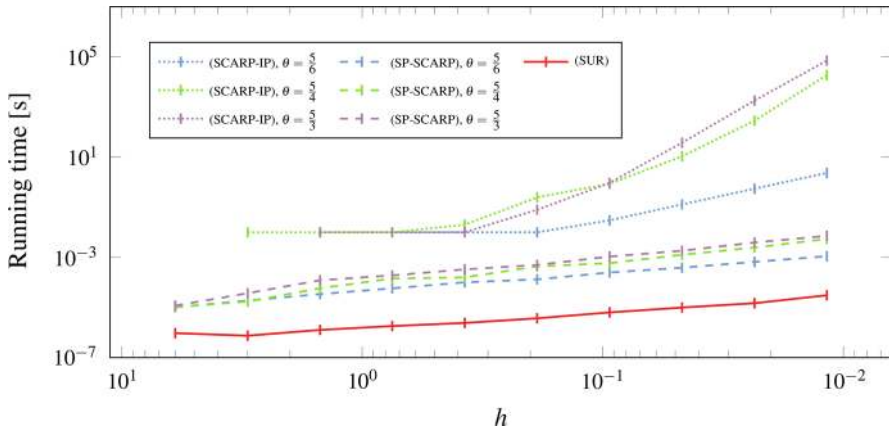 10^5
10^1
10^−3
10^−7
Running time [s]
(SCARP-IP), θ = 5/6
(SP-SCARP), θ = 5/6
(SUR)
(SCARP-IP), θ = 5/4
(SP-SCARP), θ = 5/4
(SCARP-IP), θ = 5/3
(SP-SCARP), θ = 5/3
10^1
10^0
10^−1
10^−2
h